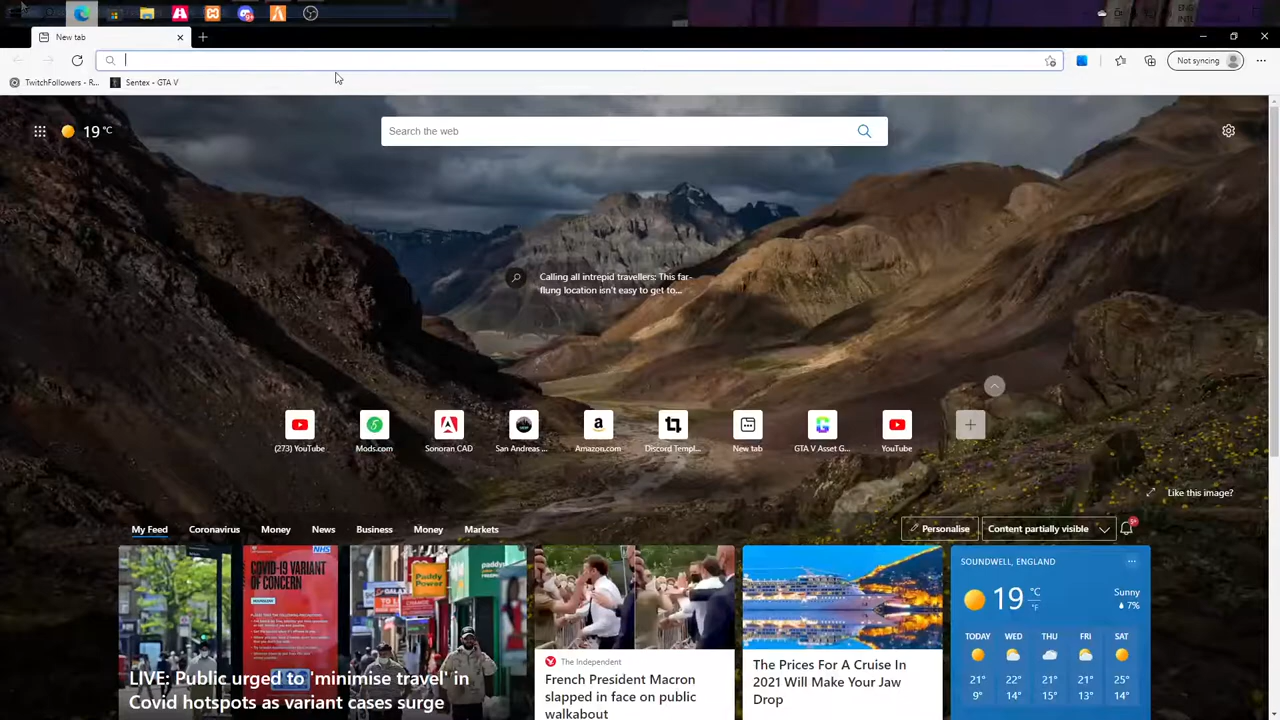 ENG
New tab
Not syncing
TwitchFollowers - R...
Sentex - GTA V
19 °C
Search the web
Calling all intrepid travellers: This far-
flung location isn't easy to get to...
(273) YouTube
Mods.com
Sonoran CAD
San Andreas ...
Amazon.com
Discord Templ...
New tab
GTA V Asset G...
YouTube
Like this image?
My Feed
Coronavirus
Money
News
Business
Money
Markets
Personalise
Content partially visible
NHS
COVID-19 VARIANT
OF CONCERN
paddy
Paddy
Power
LIVE: Public urged to 'minimise travel' in
Covid hotspots as variant cases surge
The Independent
French President Macron
slapped in face on public
walkabout
The Prices For A Cruise In
2021 Will Make Your Jaw
Drop
SOUNDWELL, ENGLAND
19 °C
°F
Sunny
7%
TODAY WED THU FRI SAT
21° 22° 21° 21° 25°
9° 14° 15° 13° 14°